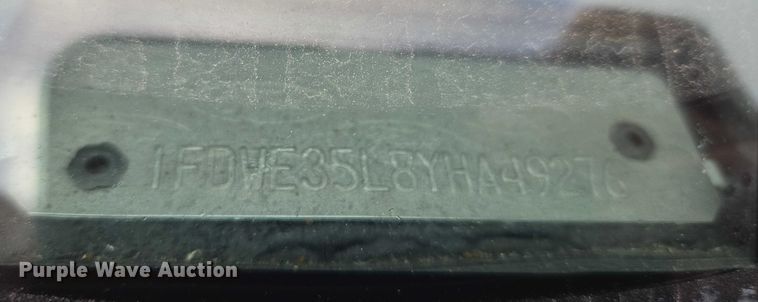 1FDWE35L8YHA49276
Purple Wave Auction